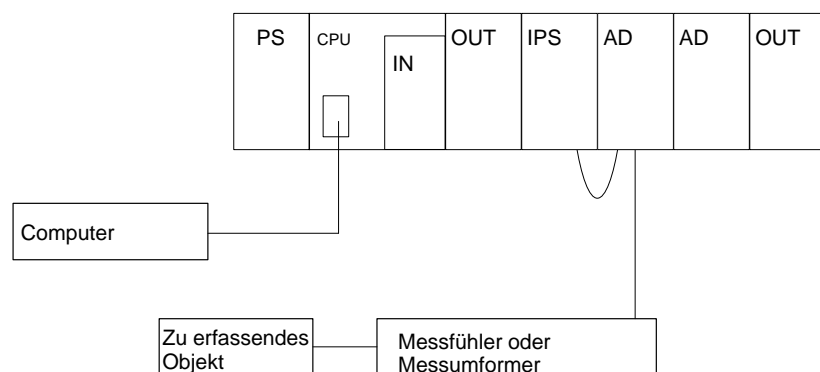 PS CPU IN OUT IPS AD AD OUT
Computer
Zu erfassendes
Objekt
Messfühler oder
Messumformer